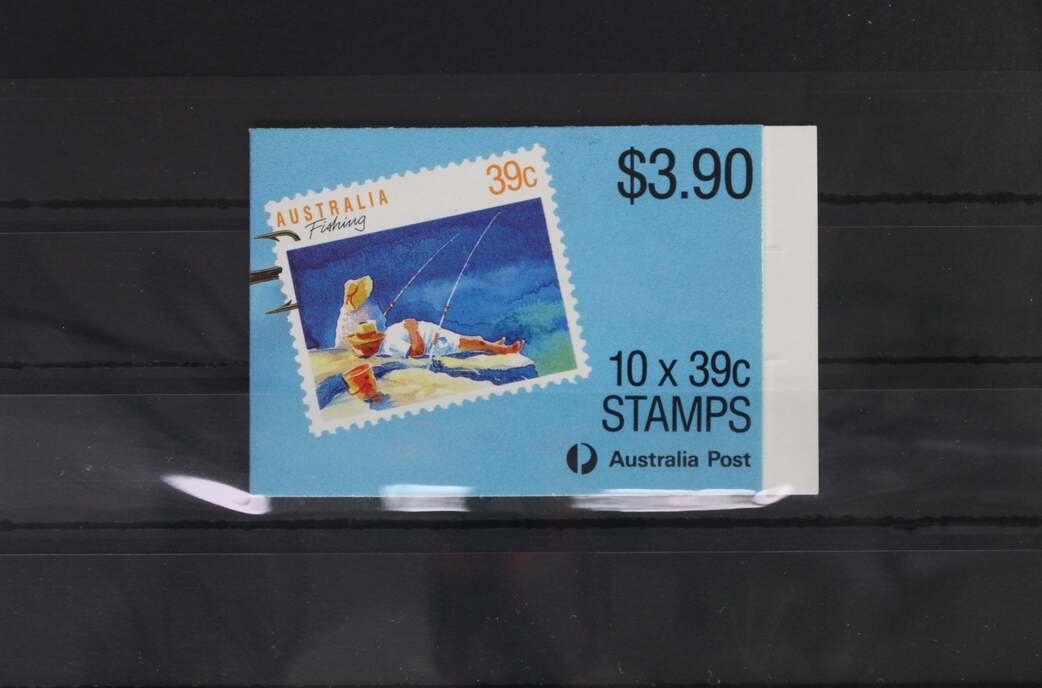 AUSTRALIA
Fishing
39c
$3.90
10 x 39c
STAMPS
Australia Post